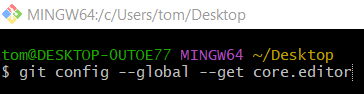 MINGW64:/c/Users/tom/Desktop
tom@DESKTOP-OUTOE77 MINGW64 ~/Desktop
$ git config --global --get core.editor